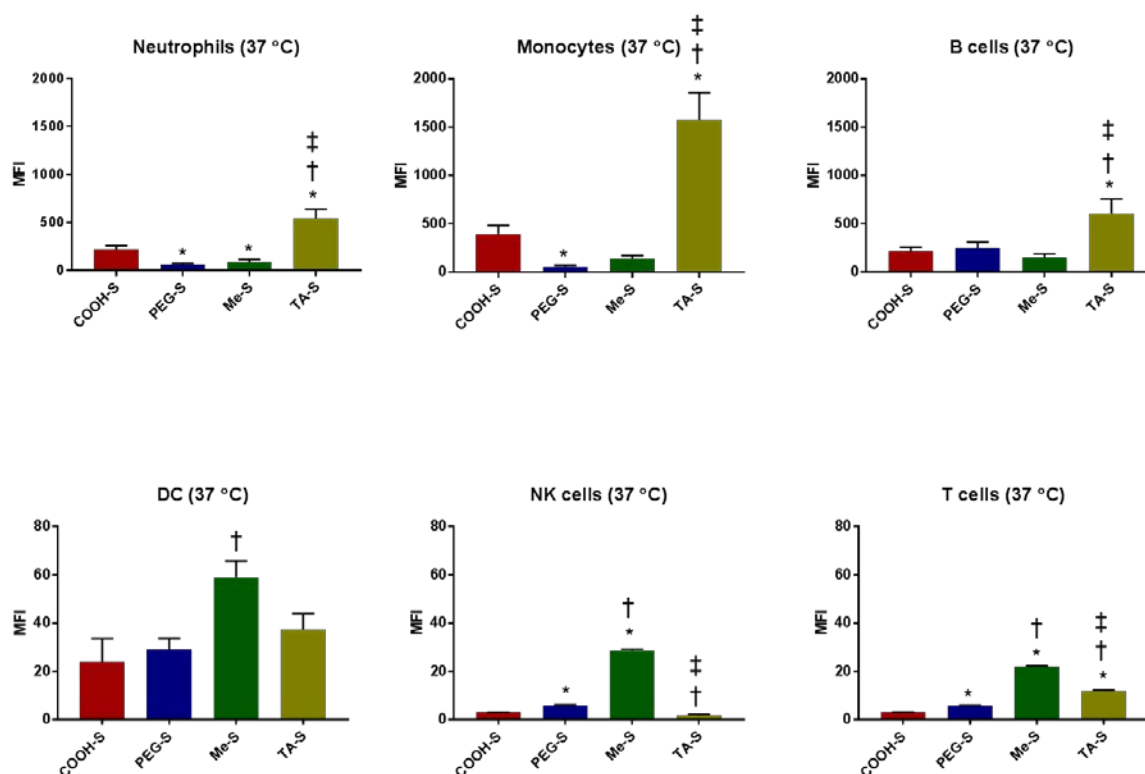 Neutrophils (37 °C)
MFI
2000
1500
1000
500
0
*
*
‡
†
*
COOH-S
PEG-S
Me-S
TA-S
Monocytes (37 °C)
MFI
2000
1500
1000
500
0
*
‡
†
*
COOH-S
PEG-S
Me-S
TA-S
B cells (37 °C)
MFI
2000
1500
1000
500
0
‡
†
*
COOH-S
PEG-S
Me-S
TA-S
DC (37 °C)
MFI
80
60
40
20
0
†
COOH-S
PEG-S
Me-S
TA-S
NK cells (37 °C)
MFI
80
60
40
20
0
*
†
*
‡
†
COOH-S
PEG-S
Me-S
TA-S
T cells (37 °C)
MFI
80
60
40
20
0
*
†
*
‡
†
*
COOH-S
PEG-S
Me-S
TA-S